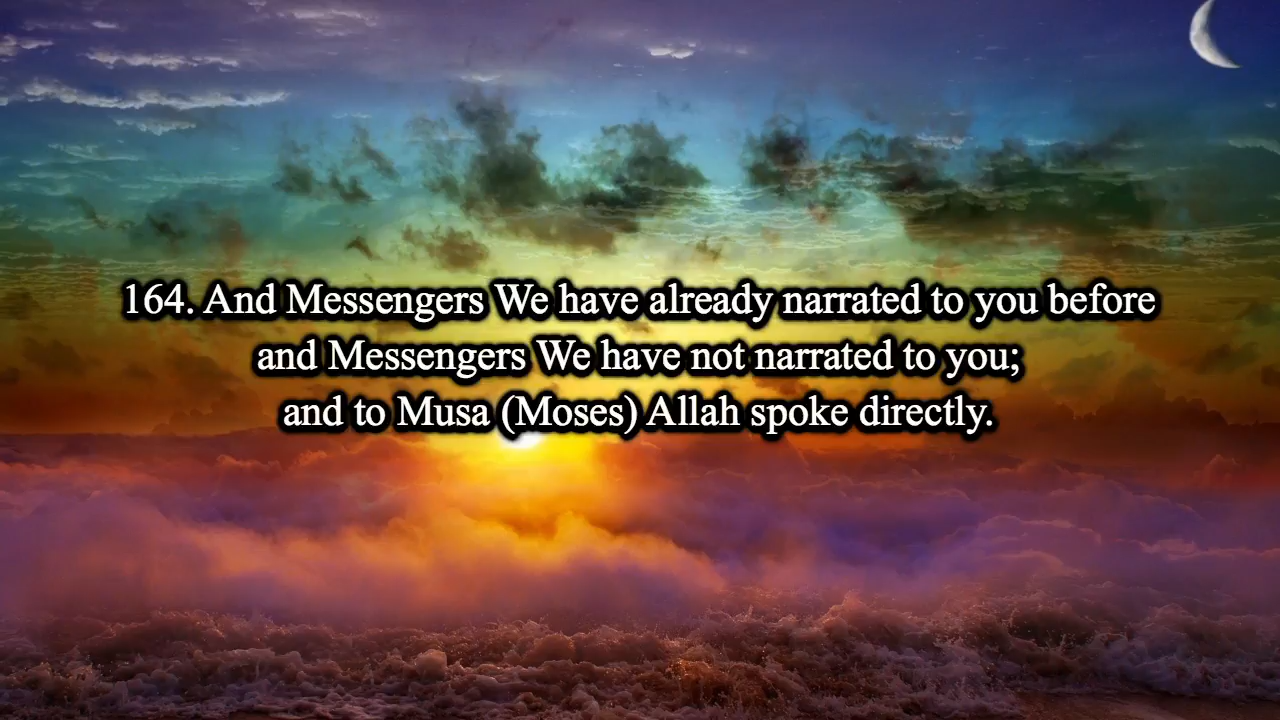 164. And Messengers We have already narrated to you before
and Messengers We have not narrated to you;
and to Musa (Moses) Allah spoke directly.